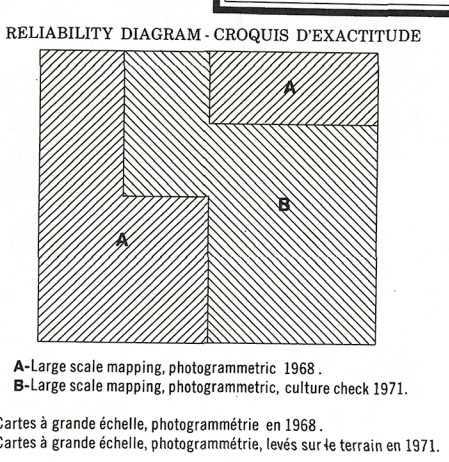 RELIABILITY DIAGRAM - CROQUIS D'EXACTITUDE
A
B
A
A-Large scale mapping, photogrammetric 1968.
B-Large scale mapping, photogrammetric, culture check 1971.
Cartes à grande échelle, photogrammétrie en 1968.
Cartes à grande échelle, photogrammétrie, levés sur le terrain en 1971.